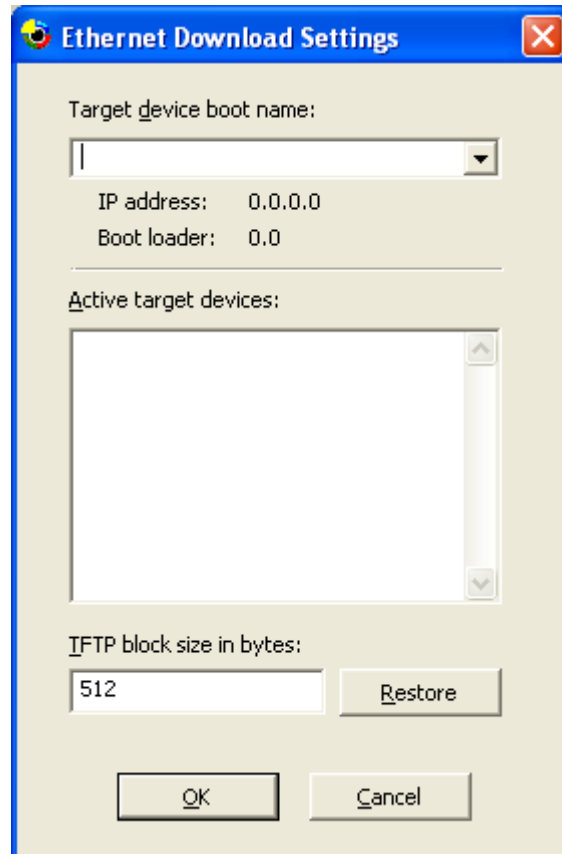 Ethernet Download Settings
Target device boot name:
IP address: 0.0.0.0
Boot loader: 0.0
Active target devices:
TFTP block size in bytes:
512 Restore
OK Cancel